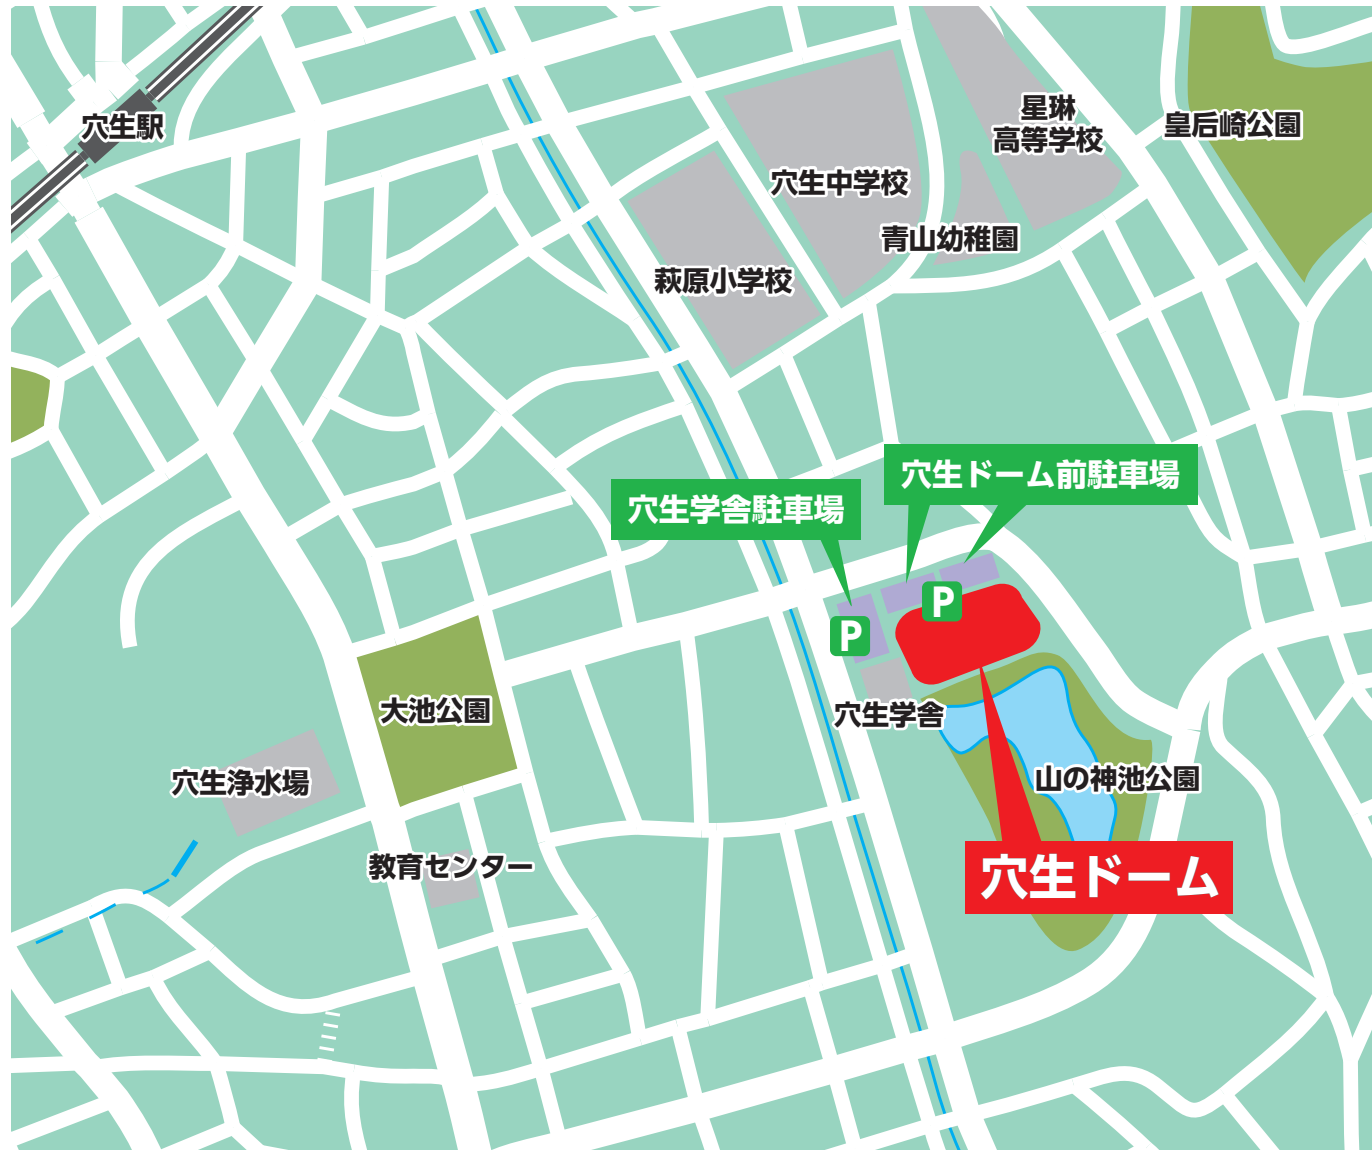 穴生駅
星琳
高等学校
皇后崎公園
穴生中学校
青山幼稚園
萩原小学校
穴生ドーム前駐車場
穴生学舎駐車場
P
P
大池公園
穴生学舎
穴生浄水場
山の神池公園
教育センター
穴生ドーム